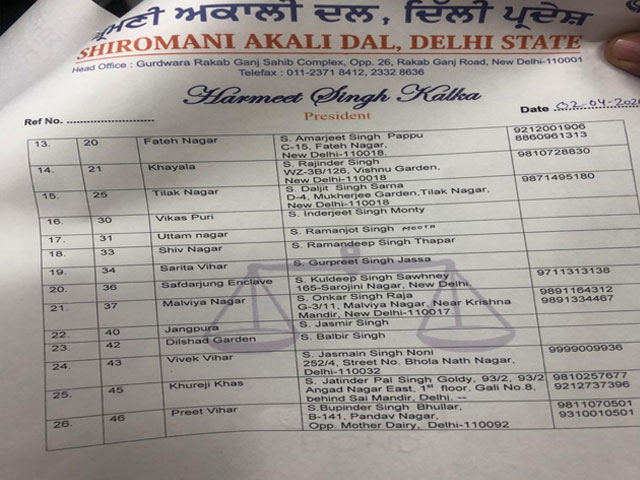 ਸ਼੍ਰੋਮਣੀ ਅਕਾਲੀ ਦਲ, ਦਿੱਲੀ ਪ੍ਰਦੇਸ਼
SHIROMANI AKALI DAL, DELHI STATE
Head Office : Gurdwara Rakab Ganj Sahib Complex, Opp. 26, Rakab Ganj Road, New Delhi-110001
Telefax : 011-2371 8412, 2332 8636
Harmeet Singh Kalka
President
Ref No. ........................
Date 02-04-202
13. 20 Fateh Nagar S. Amarjeet Singh Pappu 9212001906
C-15, Fateh Nagar, 8860961313
New Delhi-110018.
14. 21 Khayala S. Rajinder Singh 9810728830
WZ-3B/126, Vishnu Garden,
New Delhi-110018
15. 25 Tilak Nagar S. Daljit Singh Sarna 9871495180
D-4, Mukherjee Garden,Tilak Nagar,
New Delhi-110018
16. 30 Vikas Puri S. Inderjeet Singh Monty
17. 31 Uttam nagar S. Ramanjot Singh MEETA
18. 33 Shiv Nagar S. Ramandeep Singh Thapar
19. 34 Sarita Vihar S. Gurpreet Singh Jassa
20. 36 Safdarjung Enclave S. Kuldeep Singh Sawhney 9711313138
165-Sarojini Nagar, New Delhi.
21. 37 Malviya Nagar S. Onkar Singh Raja 9891164312
G-3/11, Malviya Nagar, Near Krishna 9891334467
Mandir, New Delhi-110017
22. 40 Jangpura S. Jasmir Singh
23. 42 Dilshad Garden S. Balbir Singh
24. 43 Vivek Vihar S. Jasmain Singh Noni 9999009936
252/4, Street No. Bhola Nath Nagar,
Delhi-110032
25. 45 Khureji Khas S. Jatinder Pal Singh Goldy, 93/2, 93/2 9810257677
Angad Nagar East, 1st floor, Gali No.8, 9212737396
behind Sai Mandir, Delhi. --
26. 46 Preet Vihar S.Bupinder Singh Bhullar, 9811070501
B-141, Pandav Nagar, 9310010501
Opp. Mother Dairy, Delhi-110092